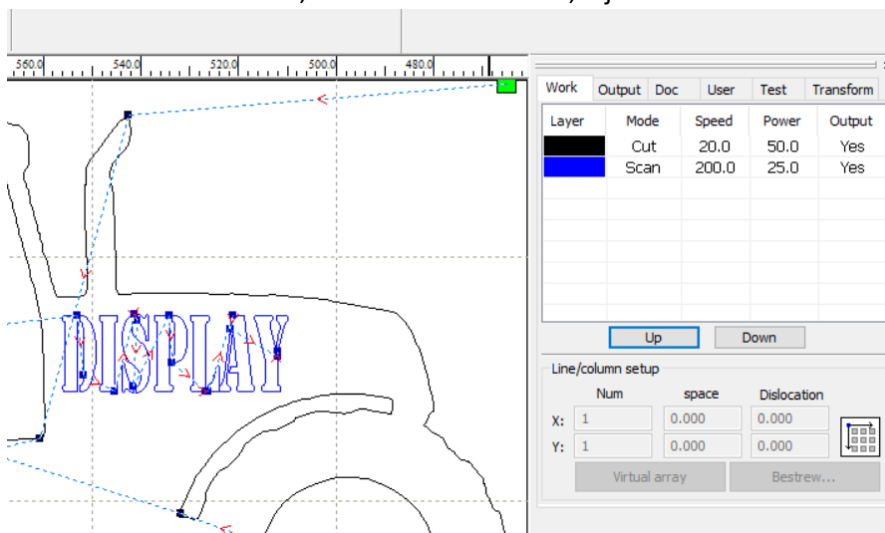 560.0 540.0 520.0 500.0 480.0
Work Output Doc User Test Transform
Layer Mode Speed Power Output
Cut 20.0 50.0 Yes
Scan 200.0 25.0 Yes
DISPLAY
Up Down
Line/column setup
Num space Dislocation
X: 1 0.000 0.000
Y: 1 0.000 0.000
Virtual array Bestrew...